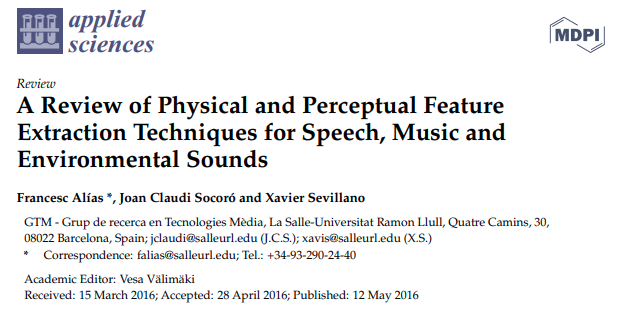 applied
sciences
MDPI
Review
A Review of Physical and Perceptual Feature
Extraction Techniques for Speech, Music and
Environmental Sounds
Francesc Alías *, Joan Claudi Socoró and Xavier Sevillano
GTM - Grup de recerca en Tecnologies Mèdia, La Salle-Universitat Ramon Llull, Quatre Camins, 30,
08022 Barcelona, Spain; jclaudi@salleurl.edu (J.C.S.); xavis@salleurl.edu (X.S.)
* Correspondence: falias@salleurl.edu; Tel.: +34-93-290-24-40
Academic Editor: Vesa Välimäki
Received: 15 March 2016; Accepted: 28 April 2016; Published: 12 May 2016